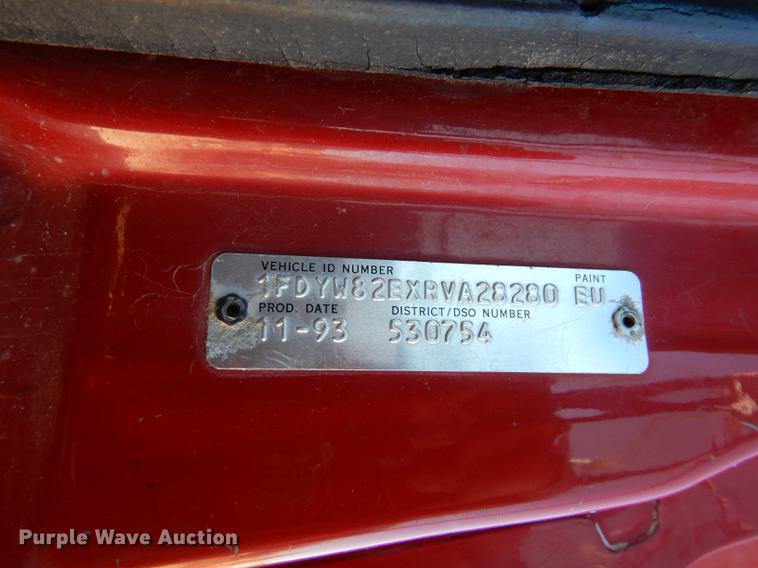 VEHICLE ID NUMBER PAINT
1FDYW82EXRVA28280 EU
PROD. DATE DISTRICT/DSO NUMBER
11-93 530754
Purple Wave Auction